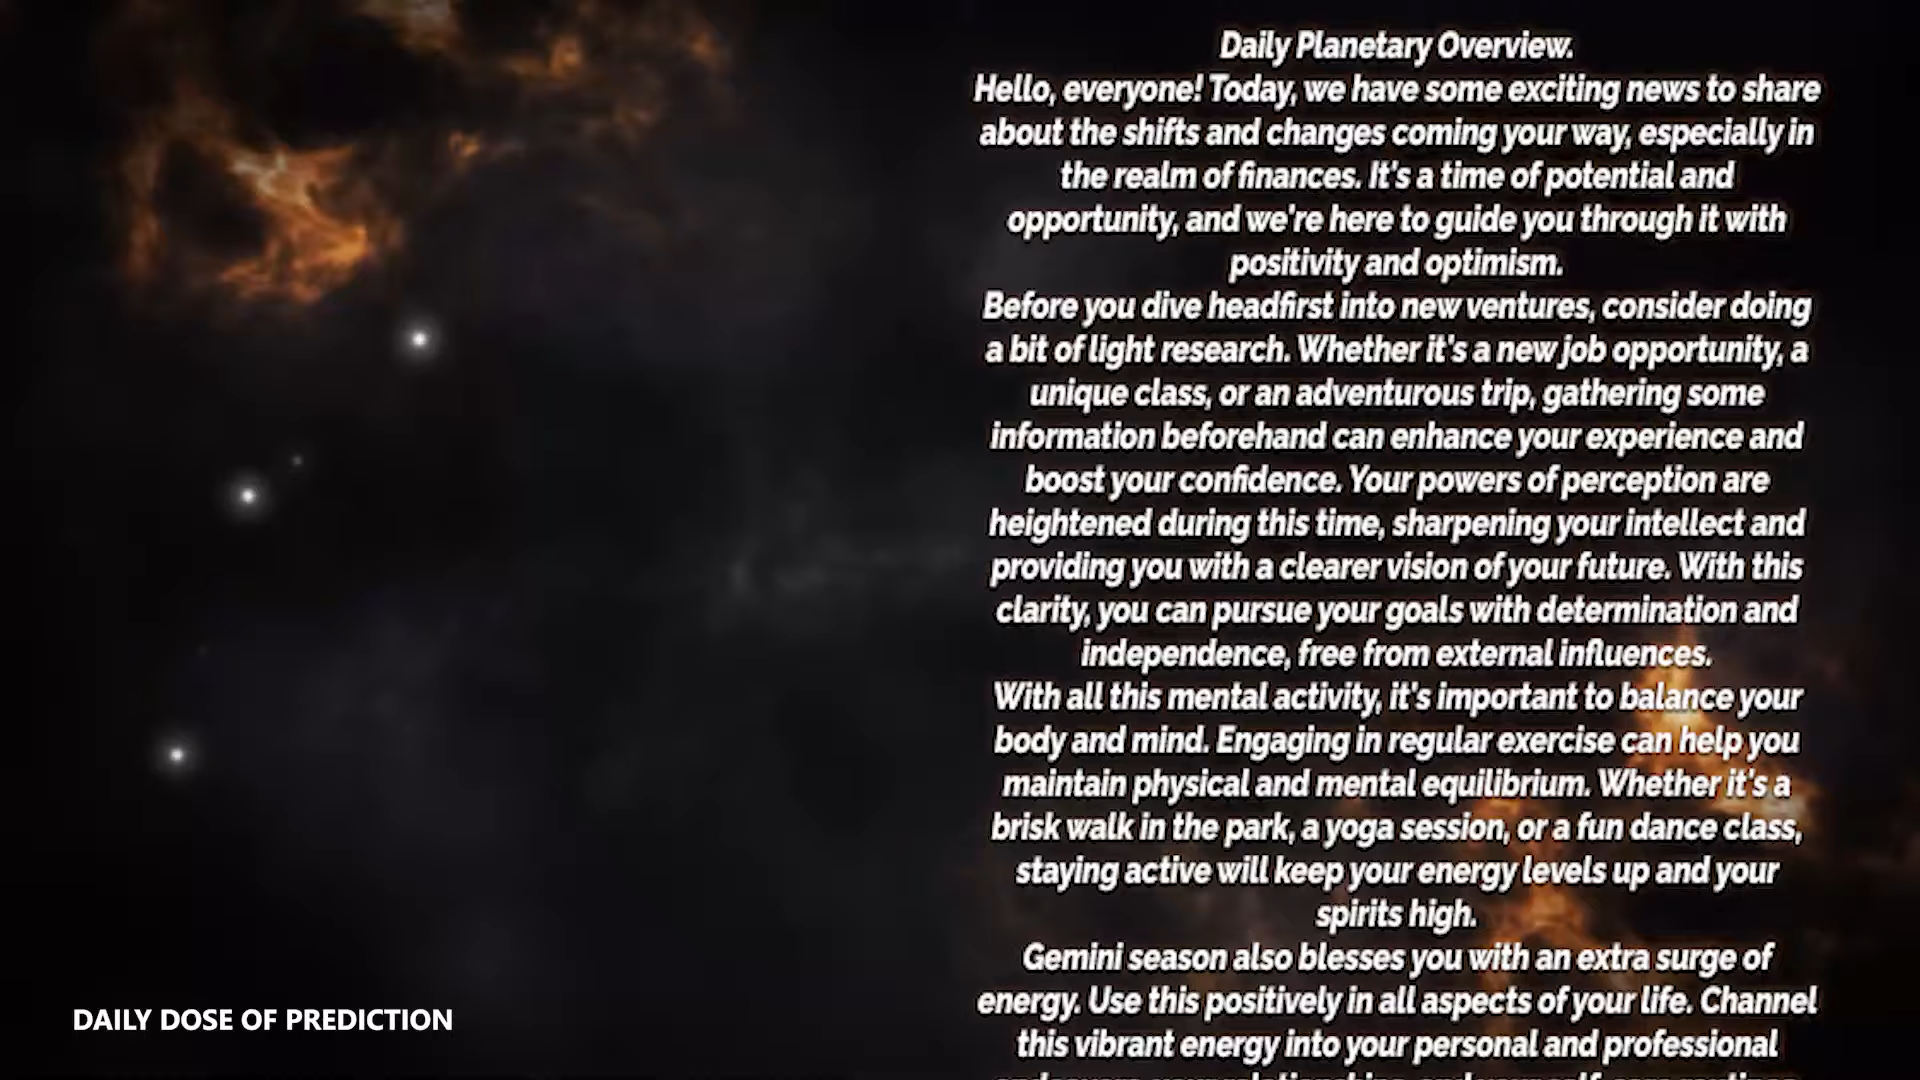 Daily Planetary Overview.
Hello, everyone! Today, we have some exciting news to share
about the shifts and changes coming your way, especially in
the realm of finances. It's a time of potential and
opportunity, and we're here to guide you through it with
positivity and optimism.
Before you dive headfirst into new ventures, consider doing
a bit of light research. Whether it's a new job opportunity, a
unique class, or an adventurous trip, gathering some
information beforehand can enhance your experience and
boost your confidence. Your powers of perception are
heightened during this time, sharpening your intellect and
providing you with a clearer vision of your future. With this
clarity, you can pursue your goals with determination and
independence, free from external influences.
With all this mental activity, it's important to balance your
body and mind. Engaging in regular exercise can help you
maintain physical and mental equilibrium. Whether it's a
brisk walk in the park, a yoga session, or a fun dance class,
staying active will keep your energy levels up and your
spirits high.
Gemini season also blesses you with an extra surge of
energy. Use this positively in all aspects of your life. Channel
this vibrant energy into your personal and professional
DAILY DOSE OF PREDICTION